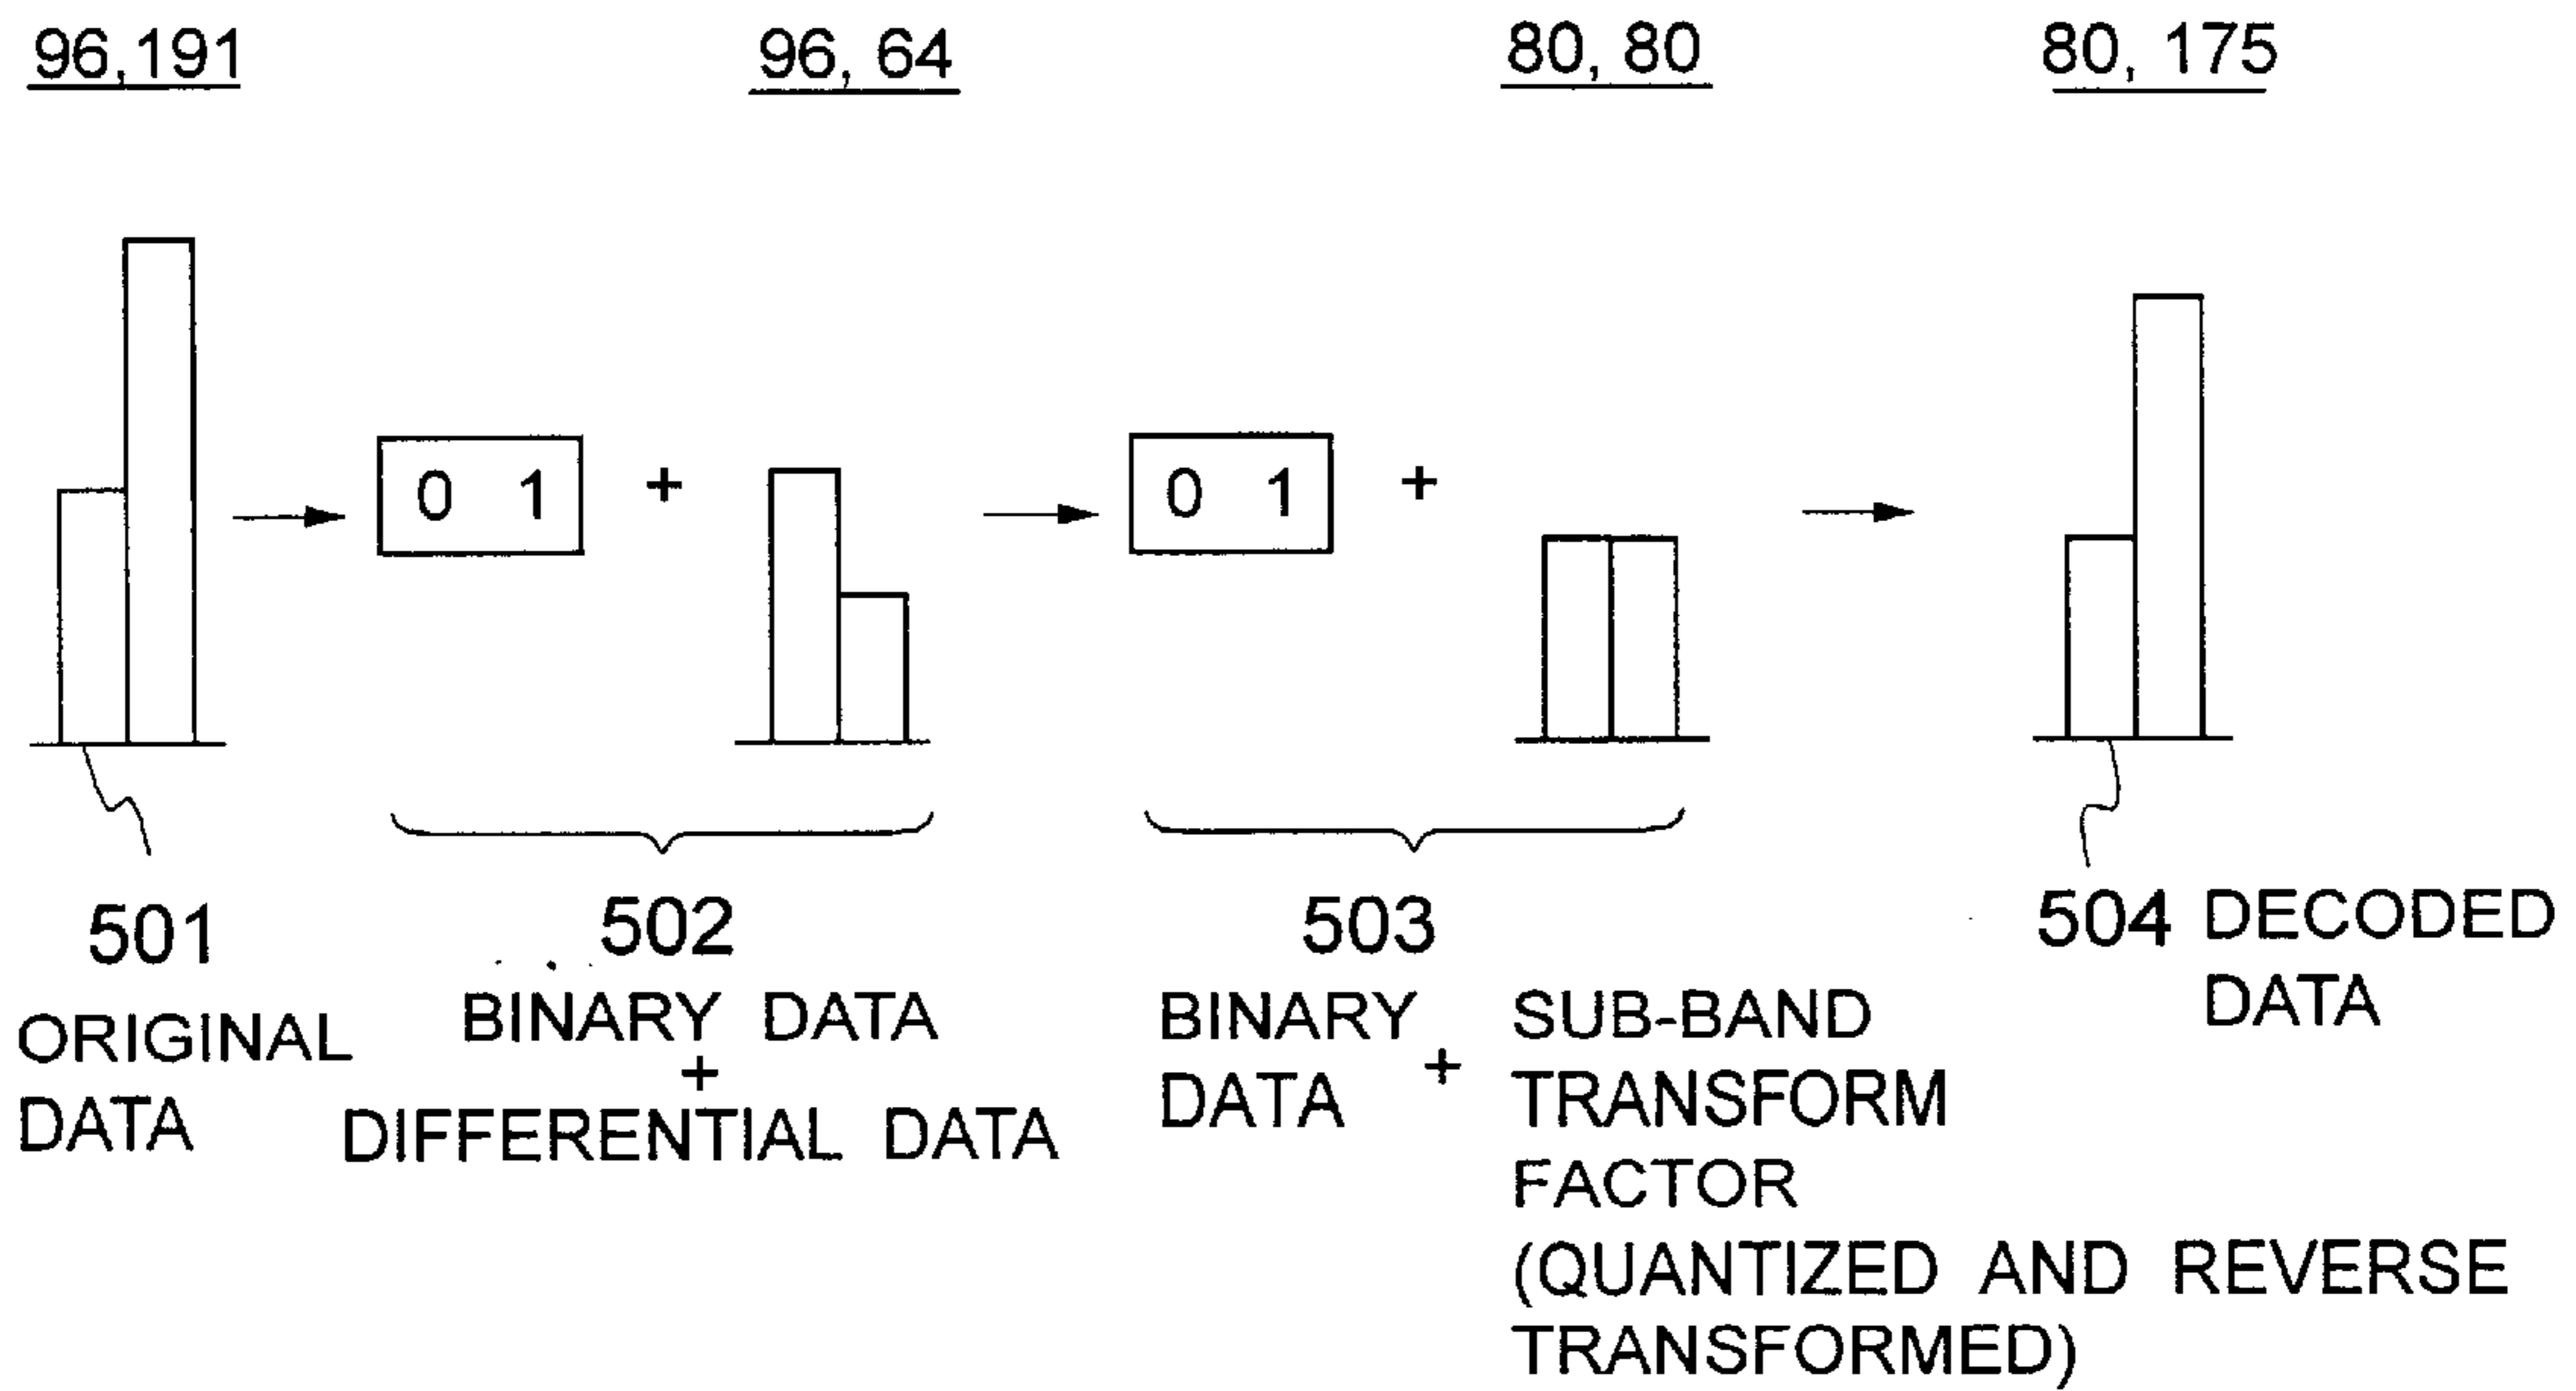 96,191
96, 64
80, 80
80, 175
0 1
+
0 1
+
501
ORIGINAL
DATA
502
BINARY DATA
+
DIFFERENTIAL DATA
503
BINARY
DATA
+
SUB-BAND
TRANSFORM
FACTOR
(QUANTIZED AND REVERSE
TRANSFORMED)
504 DECODED
DATA